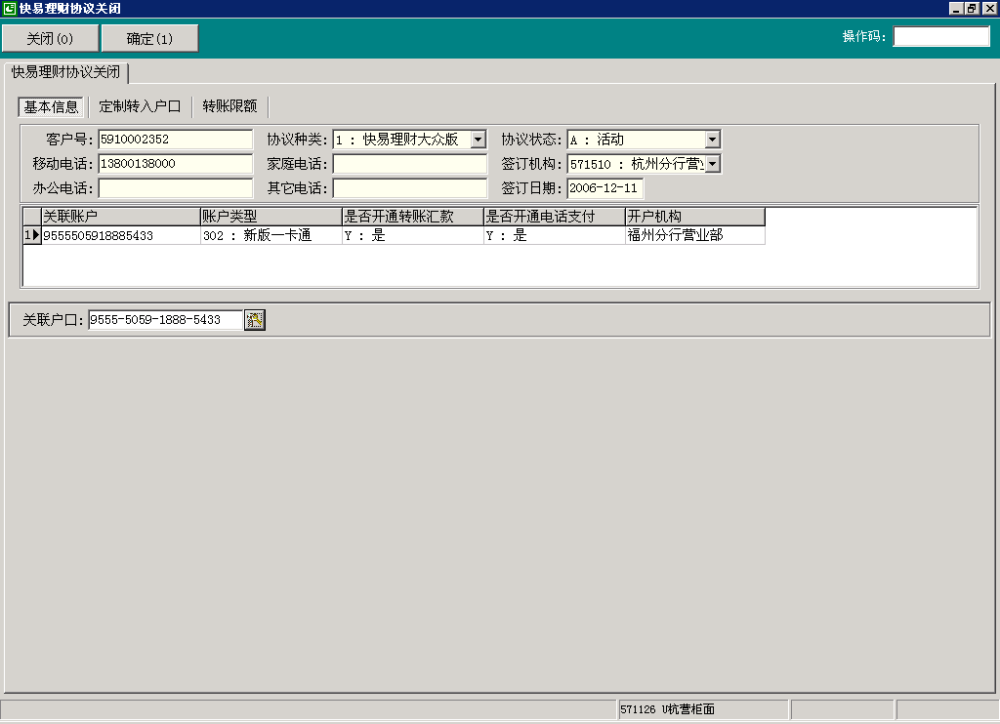 快易理财协议关闭
关闭(0) 确定(1) 操作码:
快易理财协议关闭
基本信息 定制转入户口 转账限额
客户号: 5910002352 协议种类: 1 : 快易理财大众版 协议状态: A : 活动
移动电话: 13800138000 家庭电话: 签订机构: 571510 : 杭州分行营
办公电话: 其它电话: 签订日期: 2006-12-11
关联账户 账户类型 是否开通转账汇款 是否开通电话支付 开户机构
1 9555505918885433 302 : 新版一卡通 Y : 是 Y : 是 福州分行营业部
关联户口: 9555-5059-1888-5433
571126 U杭营柜面